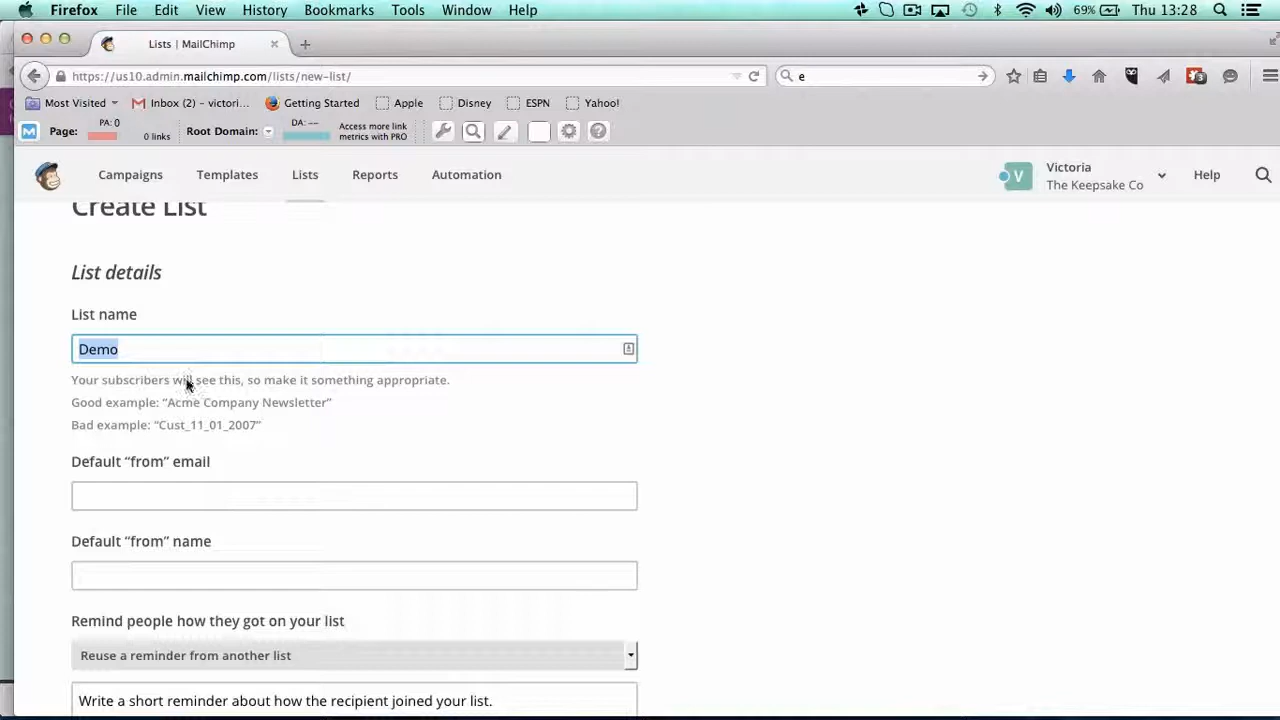 Firefox File Edit View History Bookmarks Tools Window Help 69% Thu 13:28
Lists | MailChimp
https://us10.admin.mailchimp.com/lists/new-list/ e
Most Visited Inbox (2) – victori... Getting Started Apple Disney ESPN Yahoo!
M Page: PA: 0 0 links Root Domain: DA: -- Access more link metrics with PRO
Campaigns Templates Lists Reports Automation V Victoria Help
The Keepsake Co
Create List
List details
List name
Demo
Your subscribers will see this, so make it something appropriate.
Good example: “Acme Company Newsletter”
Bad example: “Cust_11_01_2007”
Default “from” email
Default “from” name
Remind people how they got on your list
Reuse a reminder from another list
Write a short reminder about how the recipient joined your list.